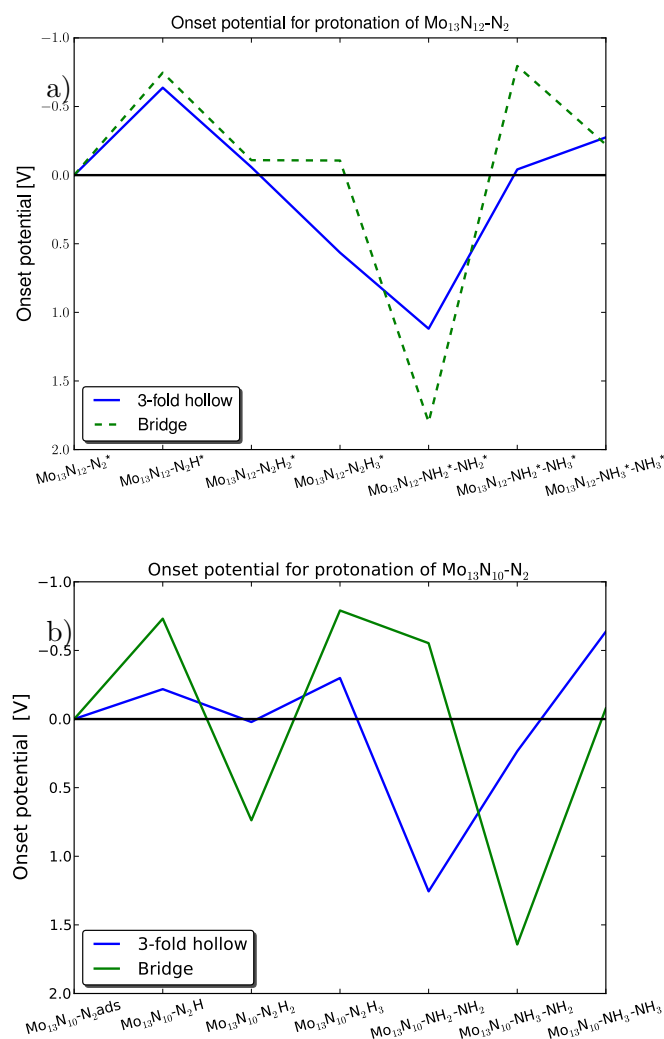 Onset potential for protonation of Mo₁₃N₁₂-N₂
a)
Onset potential [V]
−1.0
−0.5
0.0
0.5
1.0
1.5
2.0
3-fold hollow
Bridge
Mo₁₃N₁₂-N₂*
Mo₁₃N₁₂-N₂H*
Mo₁₃N₁₂-N₂H₂*
Mo₁₃N₁₂-N₂H₃*
Mo₁₃N₁₂-NH₂*-NH₂*
Mo₁₃N₁₂-NH₂*-NH₃*
Mo₁₃N₁₂-NH₃*-NH₃*
Onset potential for protonation of Mo₁₃N₁₀-N₂
b)
Onset potential [V]
−1.0
−0.5
0.0
0.5
1.0
1.5
2.0
3-fold hollow
Bridge
Mo₁₃N₁₀-N₂ads
Mo₁₃N₁₀-N₂H
Mo₁₃N₁₀-N₂H₂
Mo₁₃N₁₀-N₂H₃
Mo₁₃N₁₀-NH₂-NH₂
Mo₁₃N₁₀-NH₃-NH₂
Mo₁₃N₁₀-NH₃-NH₃